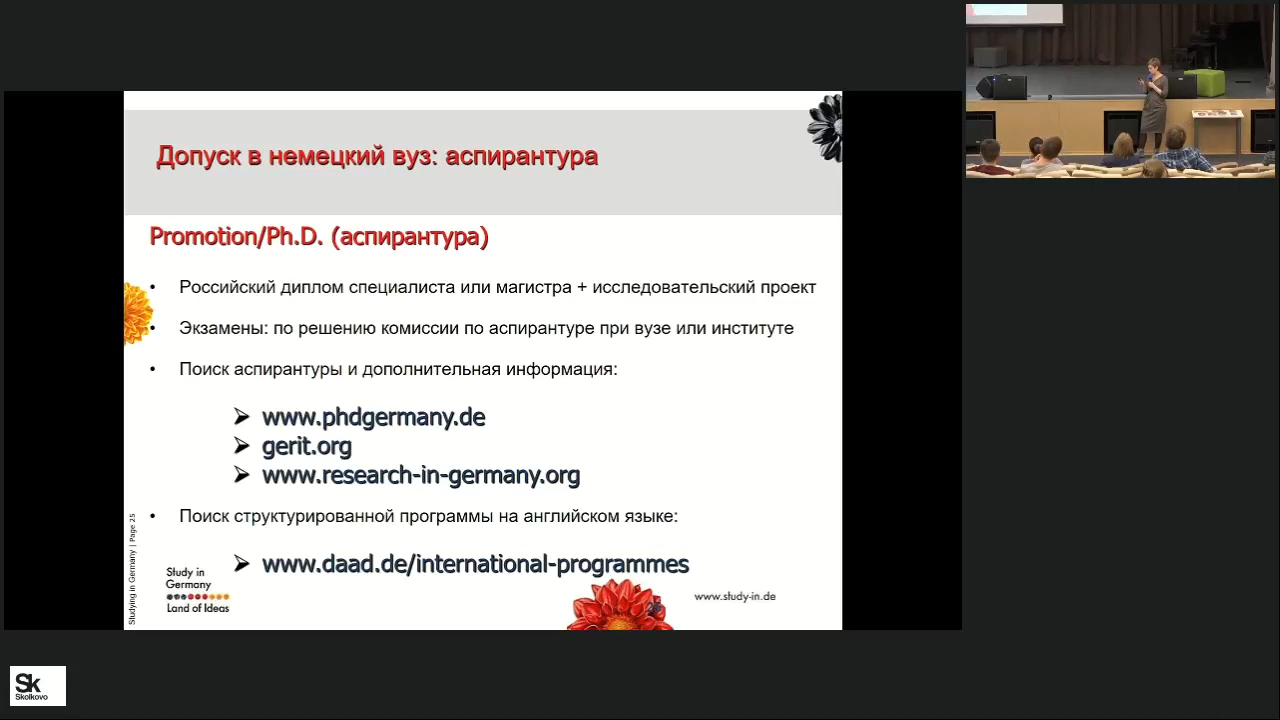 Допуск в немецкий вуз: аспирантура
Promotion/Ph.D. (аспирантура)
• Российский диплом специалиста или магистра + исследовательский проект
• Экзамены: по решению комиссии по аспирантуре при вузе или институте
• Поиск аспирантуры и дополнительная информация:
➢ www.phdgermany.de
➢ gerit.org
➢ www.research-in-germany.org
• Поиск структурированной программы на английском языке:
➢ www.daad.de/international-programmes
Studying in Germany | Page 25
Study in
Germany
Land of Ideas
www.study-in.de
Sk
Skolkovo